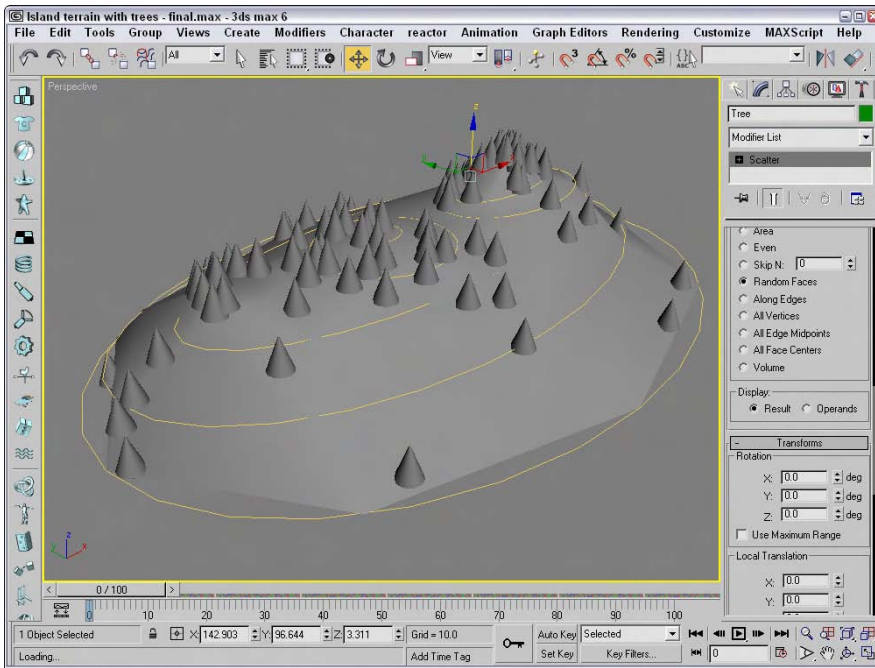 Island terrain with trees - final.max - 3ds max 6
File Edit Tools Group Views Create Modifiers Character reactor Animation Graph Editors Rendering Customize MAXScript Help
All
View
3
%
ABC
Perspective
z
x
Tree
Modifier List
Scatter
Area
Even
Skip N: 0
Random Faces
Along Edges
All Vertices
All Edge Midpoints
All Face Centers
Volume
Display:
Result Operands
- Transforms
Rotation
X: 0.0 deg
Y: 0.0 deg
Z: 0.0 deg
Use Maximum Range
Local Translation
X: 0.0
Y: 0.0
z
y x
< 0 / 100 >
0 10 20 30 40 50 60 70 80 90 100
1 Object Selected X: 142.903 Y: 96.644 Z: 3.311 Grid = 10.0 Auto Key Selected
Loading... Add Time Tag Set Key Key Filters... 0